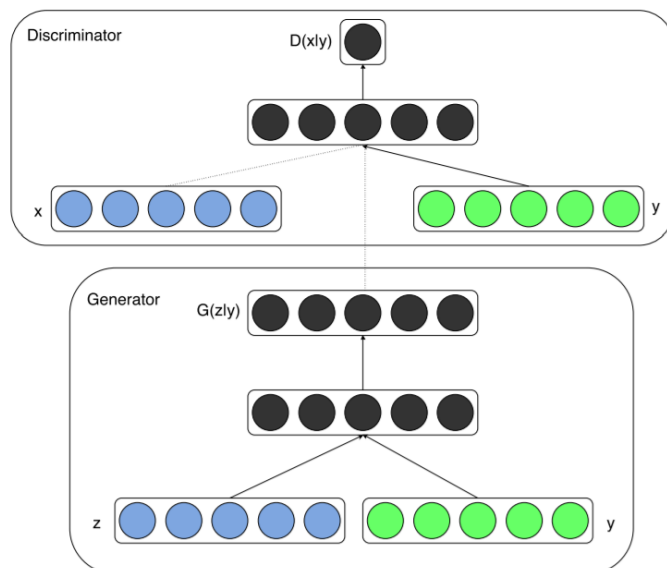 Discriminator
D(x|y)
x
y
Generator
G(z|y)
z
y